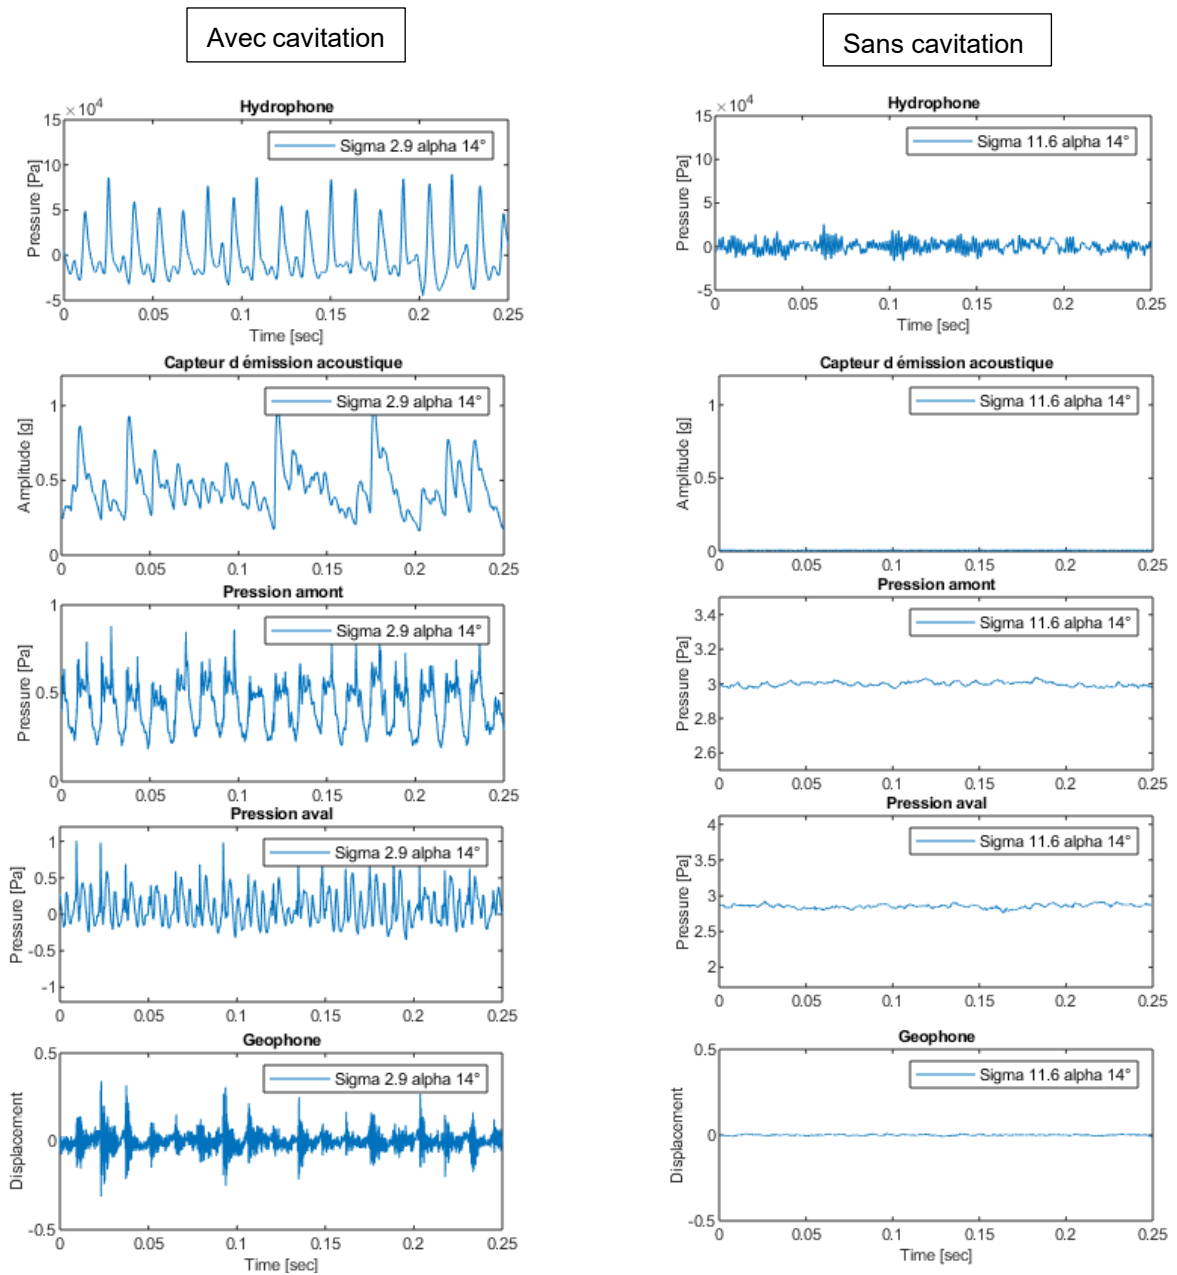 Avec cavitation
Hydrophone
×10⁴
Sigma 2.9 alpha 14°
Pressure [Pa]
15
10
5
0
-5
0 0.05 0.1 0.15 0.2 0.25
Time [sec]
Capteur d émission acoustique
Sigma 2.9 alpha 14°
Amplitude [g]
1
0.5
0
0 0.05 0.1 0.15 0.2 0.25
Pression amont
Sigma 2.9 alpha 14°
Pressure [Pa]
1
0.5
0
0 0.05 0.1 0.15 0.2 0.25
Pression aval
Sigma 2.9 alpha 14°
Pressure [Pa]
1
0.5
0
-0.5
-1
0 0.05 0.1 0.15 0.2 0.25
Geophone
Sigma 2.9 alpha 14°
Displacement
0.5
0
-0.5
0 0.05 0.1 0.15 0.2 0.25
Time [sec]
Sans cavitation
Hydrophone
×10⁴
Sigma 11.6 alpha 14°
Pressure [Pa]
15
10
5
0
-5
0 0.05 0.1 0.15 0.2 0.25
Time [sec]
Capteur d émission acoustique
Sigma 11.6 alpha 14°
Amplitude [g]
1
0.5
0
0 0.05 0.1 0.15 0.2 0.25
Pression amont
Sigma 11.6 alpha 14°
Pressure [Pa]
3.4
3.2
3
2.8
2.6
0 0.05 0.1 0.15 0.2 0.25
Pression aval
Sigma 11.6 alpha 14°
Pressure [Pa]
4
3.5
3
2.5
2
0 0.05 0.1 0.15 0.2 0.25
Geophone
Sigma 11.6 alpha 14°
Displacement
0.5
0
-0.5
0 0.05 0.1 0.15 0.2 0.25
Time [sec]